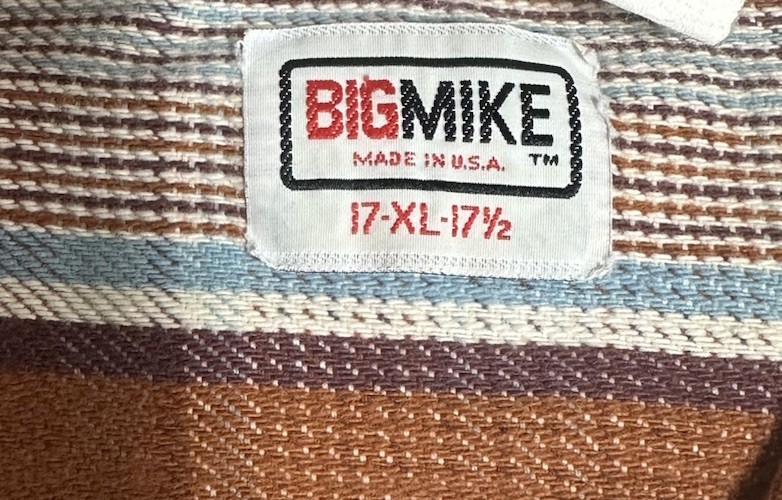 BIGMIKE
MADE IN U.S.A. TM
17-XL-17½